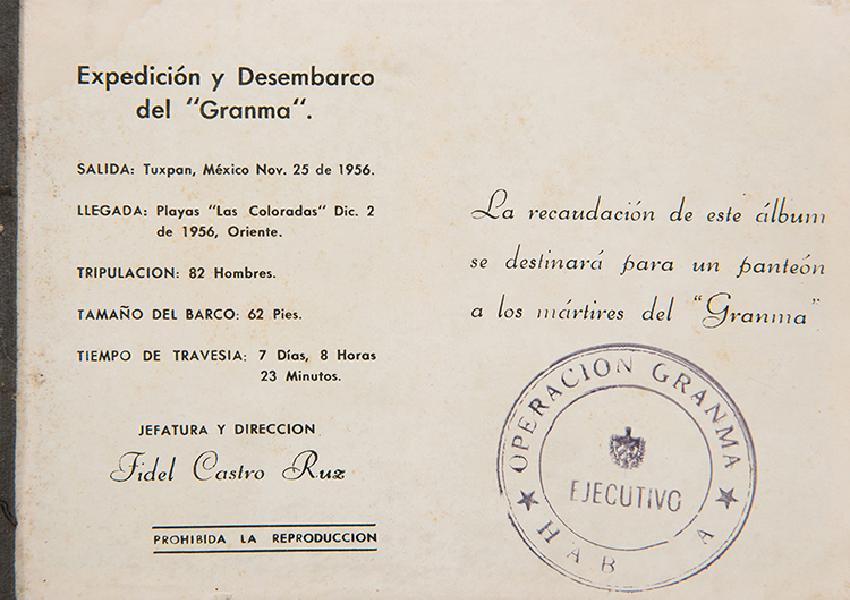 Expedición y Desembarco
del "Granma".
SALIDA: Tuxpan, México Nov. 25 de 1956.
LLEGADA: Playas "Las Coloradas" Dic. 2
de 1956, Oriente.
TRIPULACION: 82 Hombres.
TAMAÑO DEL BARCO: 62 Pies.
TIEMPO DE TRAVESIA: 7 Días, 8 Horas
23 Minutos.
JEFATURA Y DIRECCION
Fidel Castro Ruz
PROHIBIDA LA REPRODUCCION
La recaudación de este álbum
se destinará para un panteón
a los mártires del "Granma"
OPERACION GRANMA
EJECUTIVO
HAB A